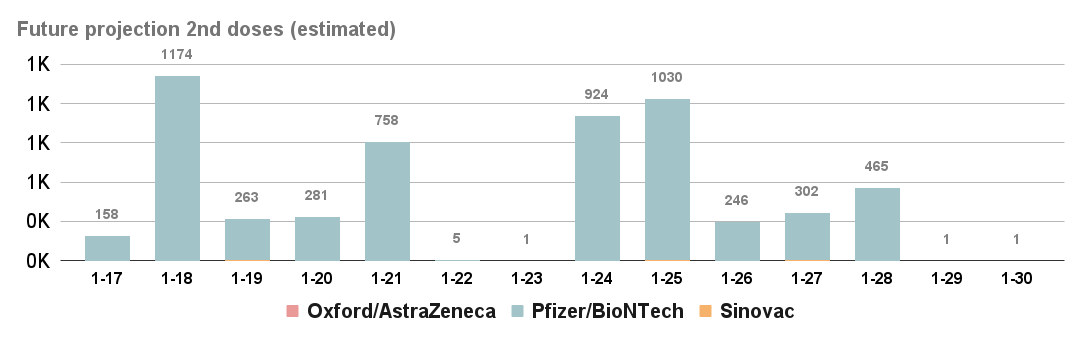 Future projection 2nd doses (estimated)
1K
1K
1K
1K
0K
0K
158
1174
263
281
758
5
1
924
1030
246
302
465
1
1
1-17 1-18 1-19 1-20 1-21 1-22 1-23 1-24 1-25 1-26 1-27 1-28 1-29 1-30
Oxford/AstraZeneca Pfizer/BioNTech Sinovac